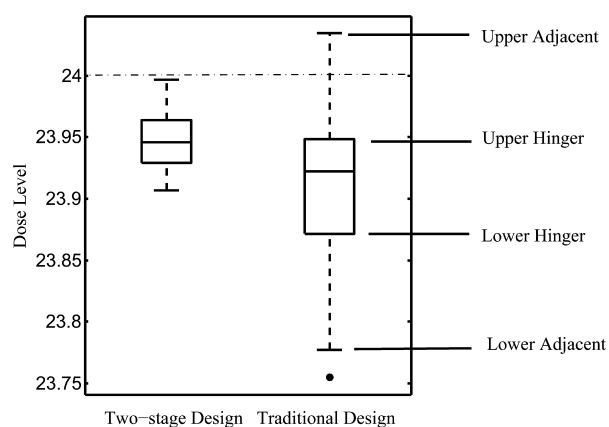 Upper Adjacent
24
23.95
Upper Hinger
23.9
Dose Level
Lower Hinger
23.85
23.8
Lower Adjacent
23.75
Two-stage Design
Traditional Design